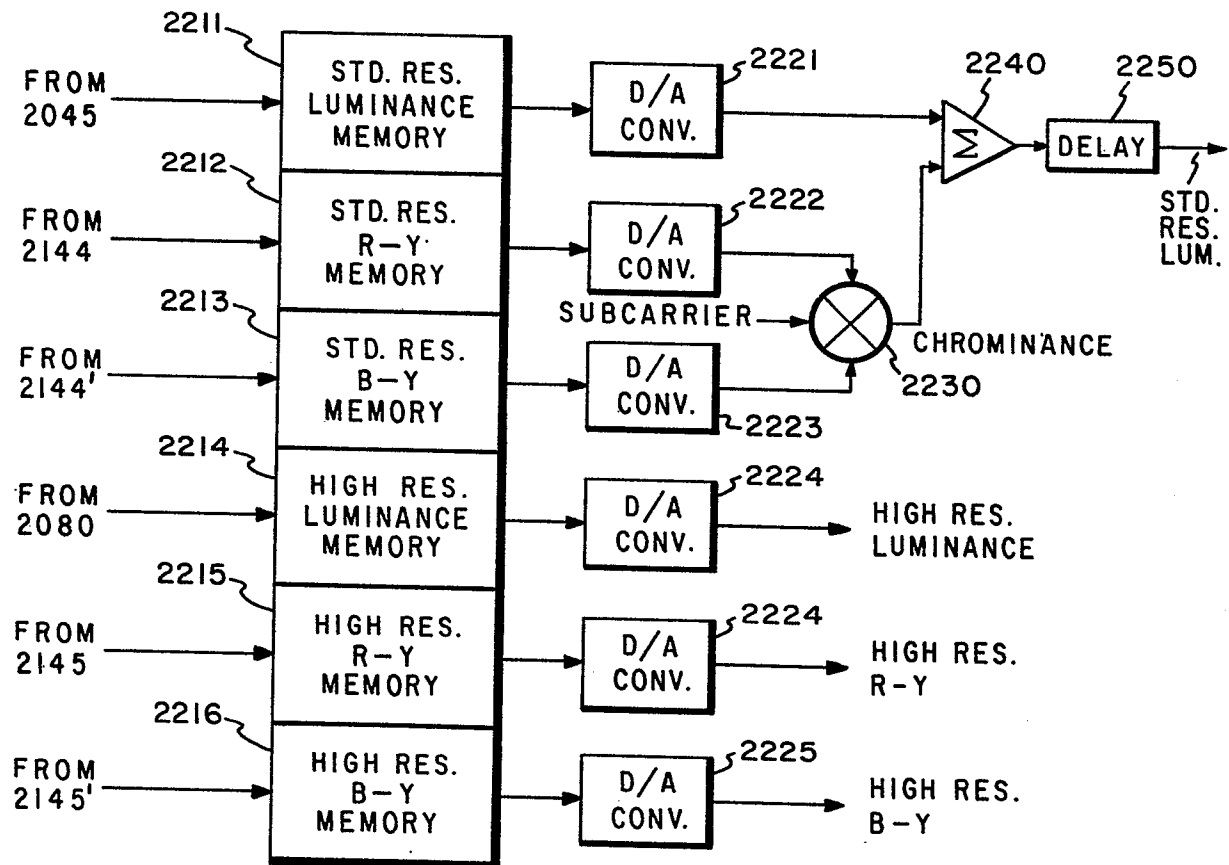 2211
FROM
2045
STD. RES.
LUMINANCE
MEMORY
D/A
CONV.
2221
2240
Σ
2250
DELAY
STD.
RES.
LUM.
2212
FROM
2144
STD. RES.
R-Y
MEMORY
D/A
CONV.
2222
SUBCARRIER
CHROMINANCE
2230
2213
FROM
2144'
STD. RES.
B-Y
MEMORY
D/A
CONV.
2223
2214
FROM
2080
HIGH RES.
LUMINANCE
MEMORY
D/A
CONV.
2224
HIGH RES.
LUMINANCE
2215
FROM
2145
HIGH RES.
R-Y
MEMORY
D/A
CONV.
2224
HIGH RES.
R-Y
2216
FROM
2145'
HIGH RES.
B-Y
MEMORY
D/A
CONV.
2225
HIGH RES.
B-Y